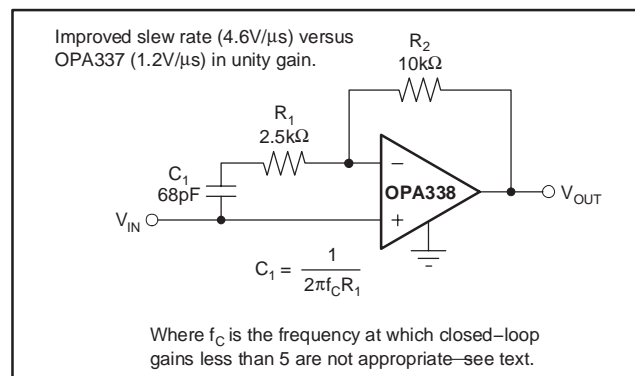 Improved slew rate (4.6V/μs) versus
OPA337 (1.2V/μs) in unity gain.
R2
10kΩ
R1
2.5kΩ
C1
68pF
−
OPA338
+
VIN
VOUT
C1 = 1 / 2πfCR1
Where fC is the frequency at which closed−loop
gains less than 5 are not appropriate—see text.